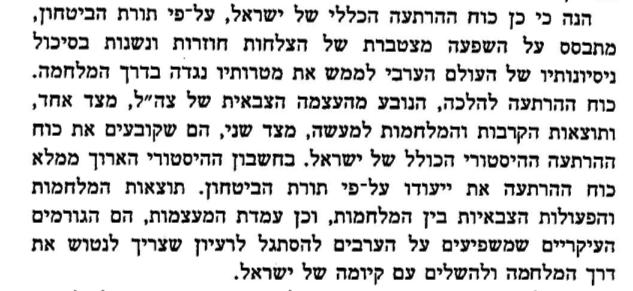 הנה כי כן כוח ההרתעה הכללי של ישראל, על־פי תורת הביטחון,
מתבסס על השפעה מצטברת של הצלחות חוזרות ונשנות בסיכול
ניסיונותיו של העולם הערבי לממש את מטרותיו נגדה בדרך המלחמה.
כוח ההרתעה להלכה, הנובע מהעצמה הצבאית של צה״ל, מצד אחד,
ותוצאות הקרבות והמלחמות למעשה, מצד שני, הם שקובעים את כוח
ההרתעה ההיסטורי הכולל של ישראל. בחשבון ההיסטורי הארוך ממלא
כוח ההרתעה את ייעודו על־פי תורת הביטחון. תוצאות המלחמות
והפעולות הצבאיות בין המלחמות, וכן עמדת המעצמות, הם הגורמים
העיקריים שמשפיעים על הערבים להסתגל לרעיון שצריך לנטוש את
דרך המלחמה ולהשלים עם קיומה של ישראל.